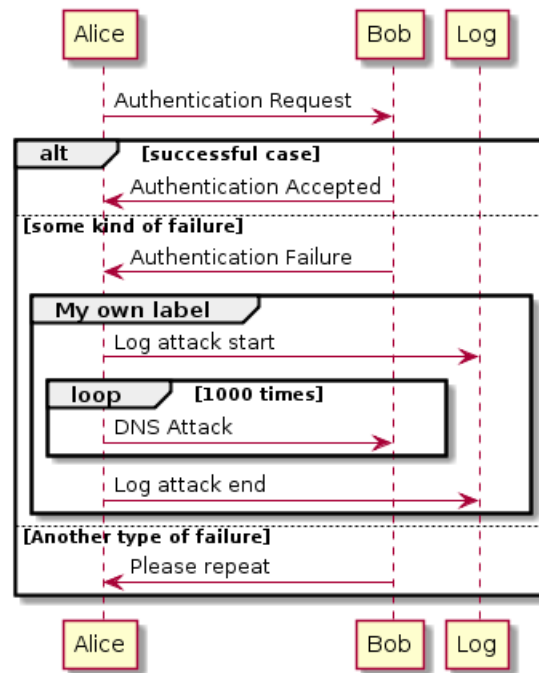 Alice Bob Log
Authentication Request
alt [successful case]
Authentication Accepted
[some kind of failure]
Authentication Failure
My own label
Log attack start
loop [1000 times]
DNS Attack
Log attack end
[Another type of failure]
Please repeat
Alice Bob Log